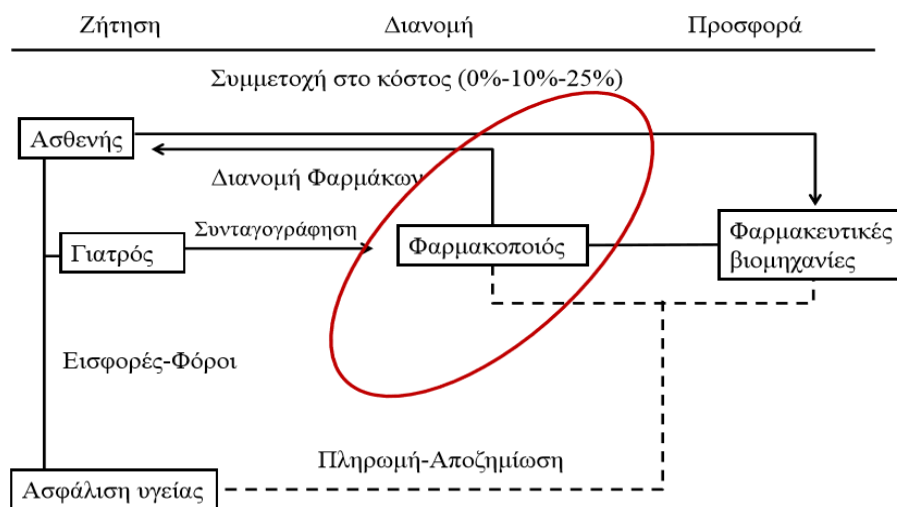 Ζήτηση Διανομή Προσφορά
Συμμετοχή στο κόστος (0%-10%-25%)
Ασθενής
Διανομή Φαρμάκων
Συνταγογράφηση
Γιατρός
Φαρμακοποιός
Φαρμακευτικές
βιομηχανίες
Εισφορές-Φόροι
Πληρωμή-Αποζημίωση
Ασφάλιση υγείας